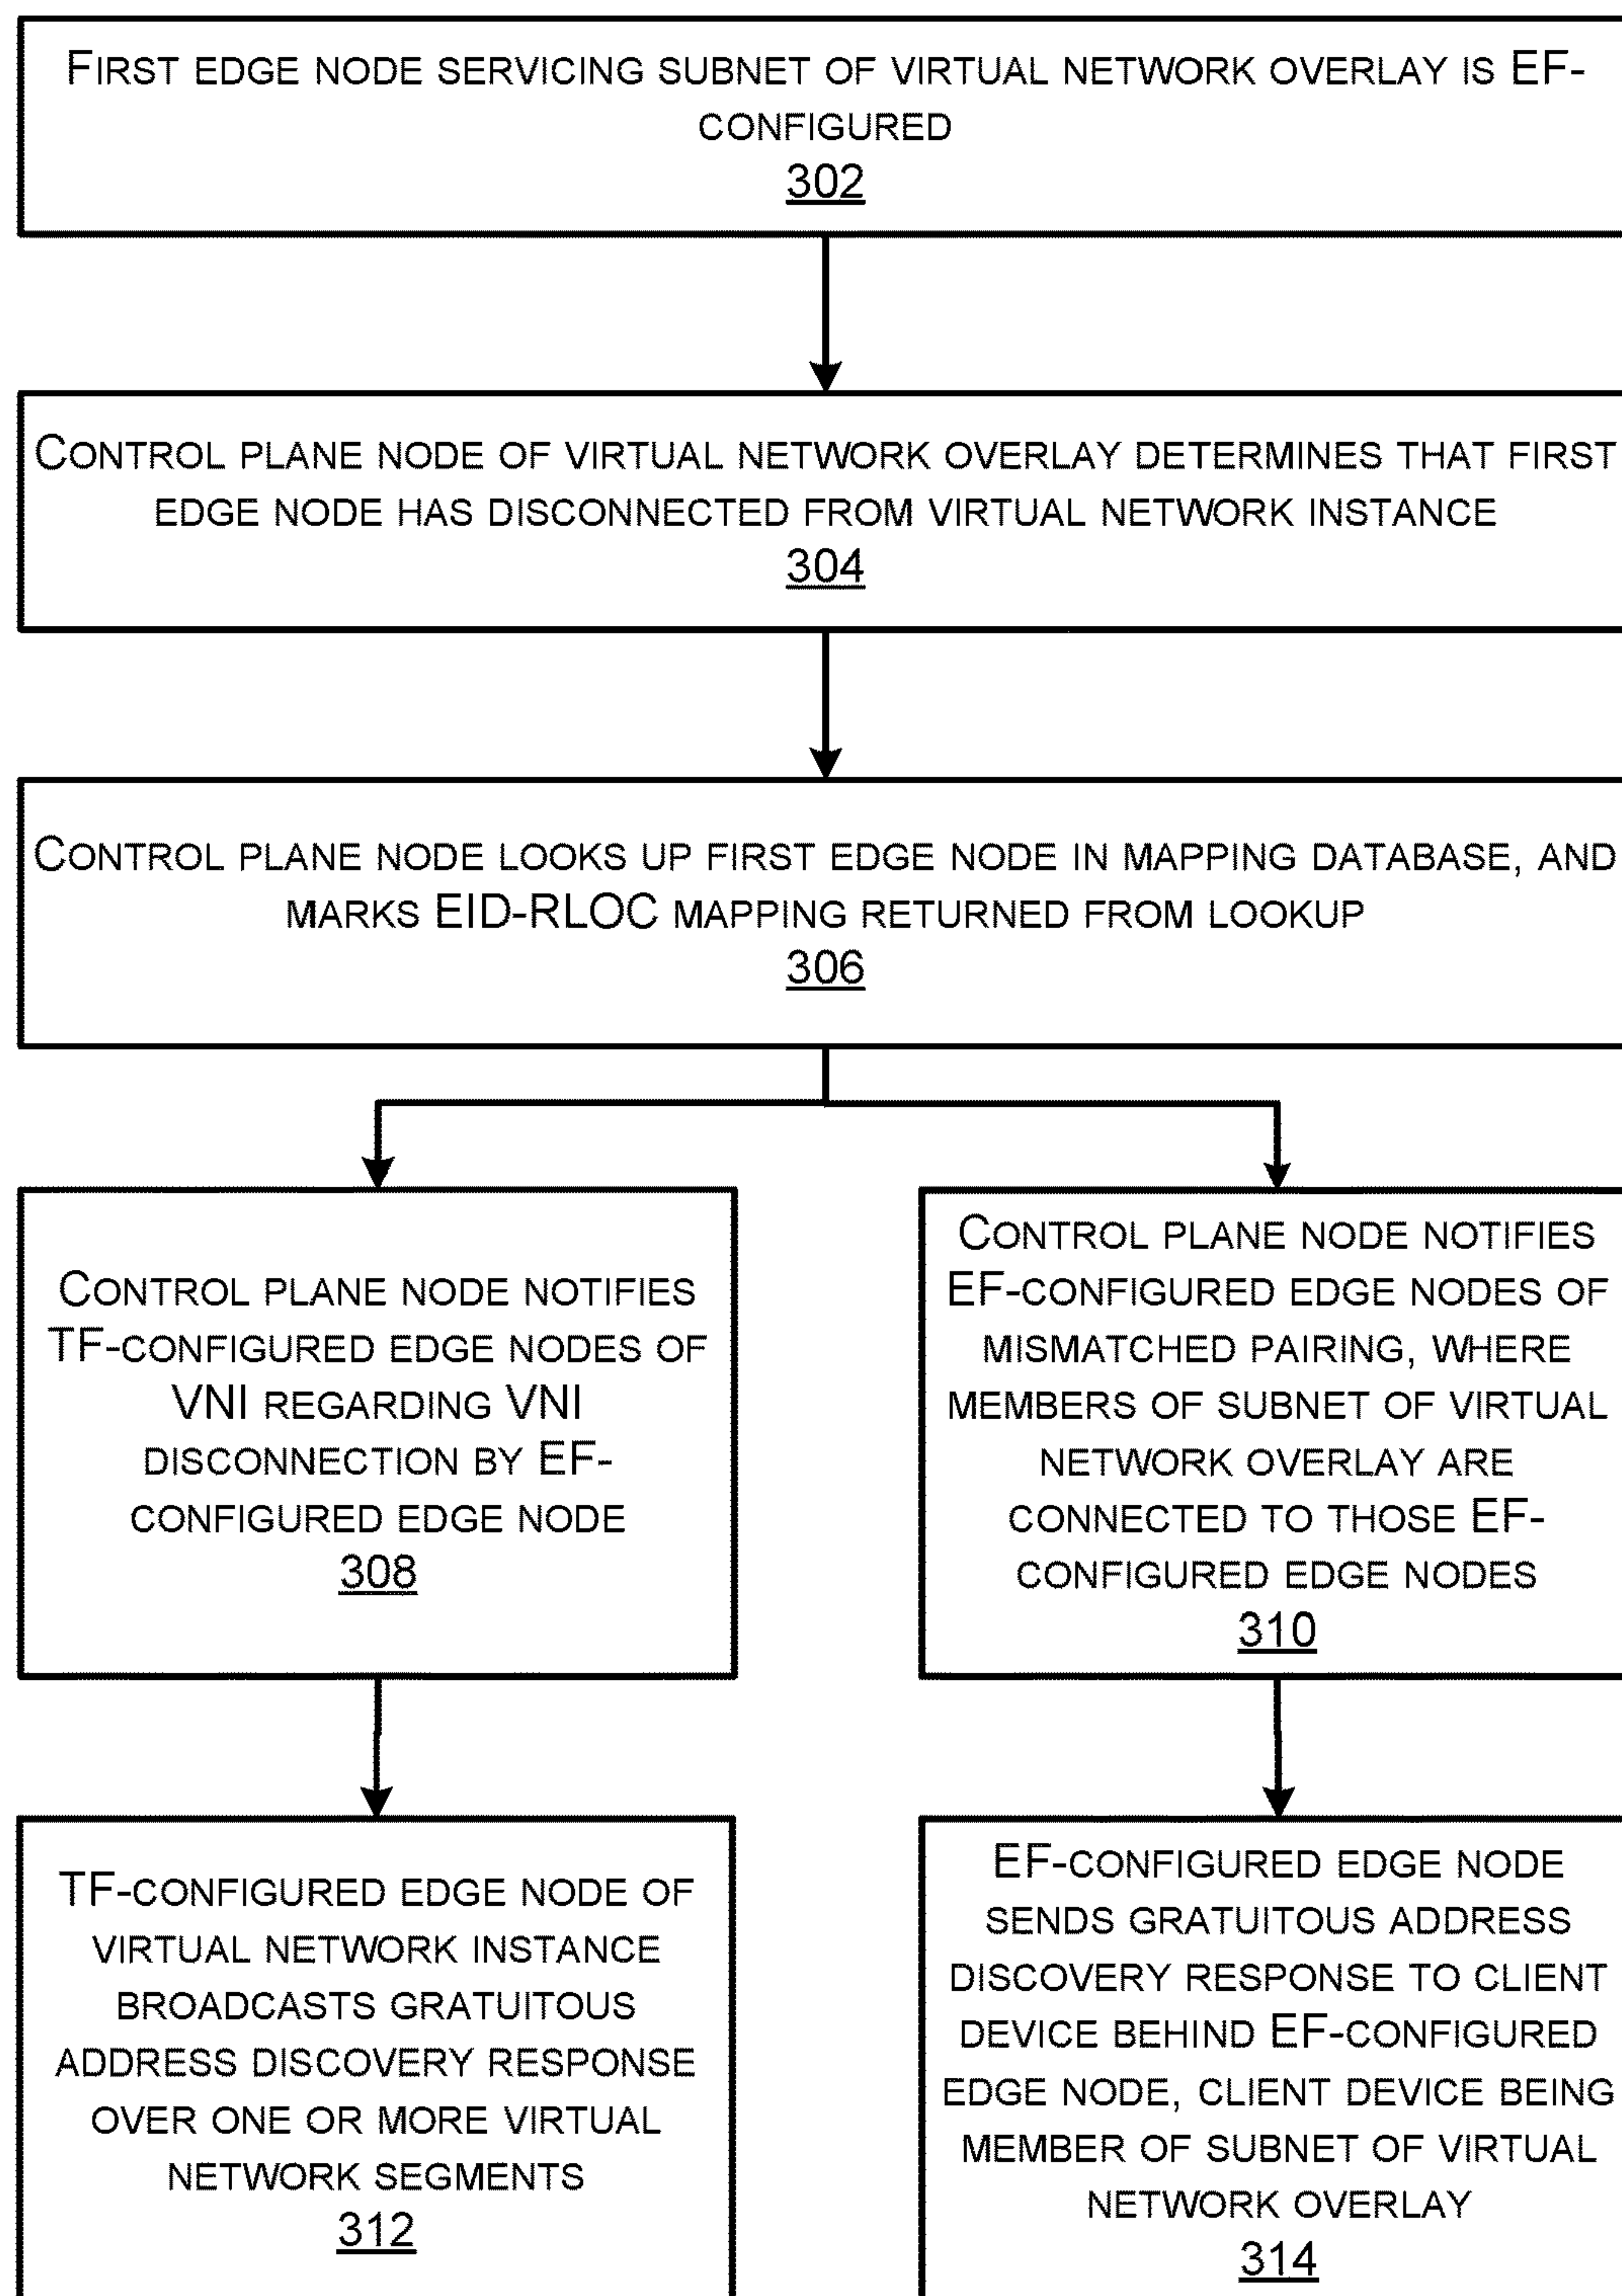 FIRST EDGE NODE SERVICING SUBNET OF VIRTUAL NETWORK OVERLAY IS EF-
CONFIGURED
302
CONTROL PLANE NODE OF VIRTUAL NETWORK OVERLAY DETERMINES THAT FIRST
EDGE NODE HAS DISCONNECTED FROM VIRTUAL NETWORK INSTANCE
304
CONTROL PLANE NODE LOOKS UP FIRST EDGE NODE IN MAPPING DATABASE, AND
MARKS EID-RLOC MAPPING RETURNED FROM LOOKUP
306
CONTROL PLANE NODE NOTIFIES
TF-CONFIGURED EDGE NODES OF
VNI REGARDING VNI
DISCONNECTION BY EF-
CONFIGURED EDGE NODE
308
CONTROL PLANE NODE NOTIFIES
EF-CONFIGURED EDGE NODES OF
MISMATCHED PAIRING, WHERE
MEMBERS OF SUBNET OF VIRTUAL
NETWORK OVERLAY ARE
CONNECTED TO THOSE EF-
CONFIGURED EDGE NODES
310
TF-CONFIGURED EDGE NODE OF
VIRTUAL NETWORK INSTANCE
BROADCASTS GRATUITOUS
ADDRESS DISCOVERY RESPONSE
OVER ONE OR MORE VIRTUAL
NETWORK SEGMENTS
312
EF-CONFIGURED EDGE NODE
SENDS GRATUITOUS ADDRESS
DISCOVERY RESPONSE TO CLIENT
DEVICE BEHIND EF-CONFIGURED
EDGE NODE, CLIENT DEVICE BEING
MEMBER OF SUBNET OF VIRTUAL
NETWORK OVERLAY
314